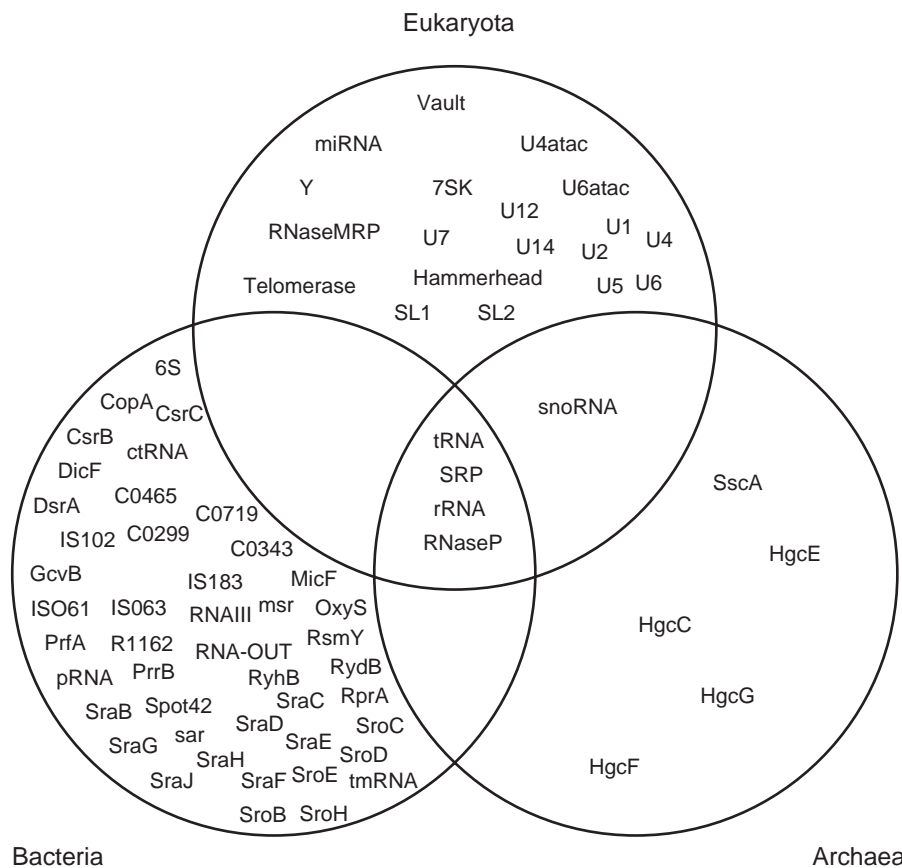 Eukaryota
Vault
miRNA
U4atac
Y
7SK
U6atac
U12
U1
RNaseMRP
U7
U14
U2
U4
Telomerase
Hammerhead
U5
U6
SL1
SL2
6S
CopA
CsrC
snoRNA
CsrB
ctRNA
tRNA
DicF
SRP
SscA
DsrA
C0465
C0719
rRNA
IS102
C0299
C0343
RNaseP
HgcE
GcvB
IS183
MicF
ISO61
IS063
RNAIII
msr
OxyS
HgcC
PrfA
R1162
RNA-OUT
RsmY
pRNA
PrrB
RyhB
RydB
SraB
Spot42
SraC
RprA
HgcG
SraG
sar
SraD
SraE
SroC
SraH
SroD
SraJ
SraF
SroE
tmRNA
HgcF
SroB
SroH
Bacteria
Archaea